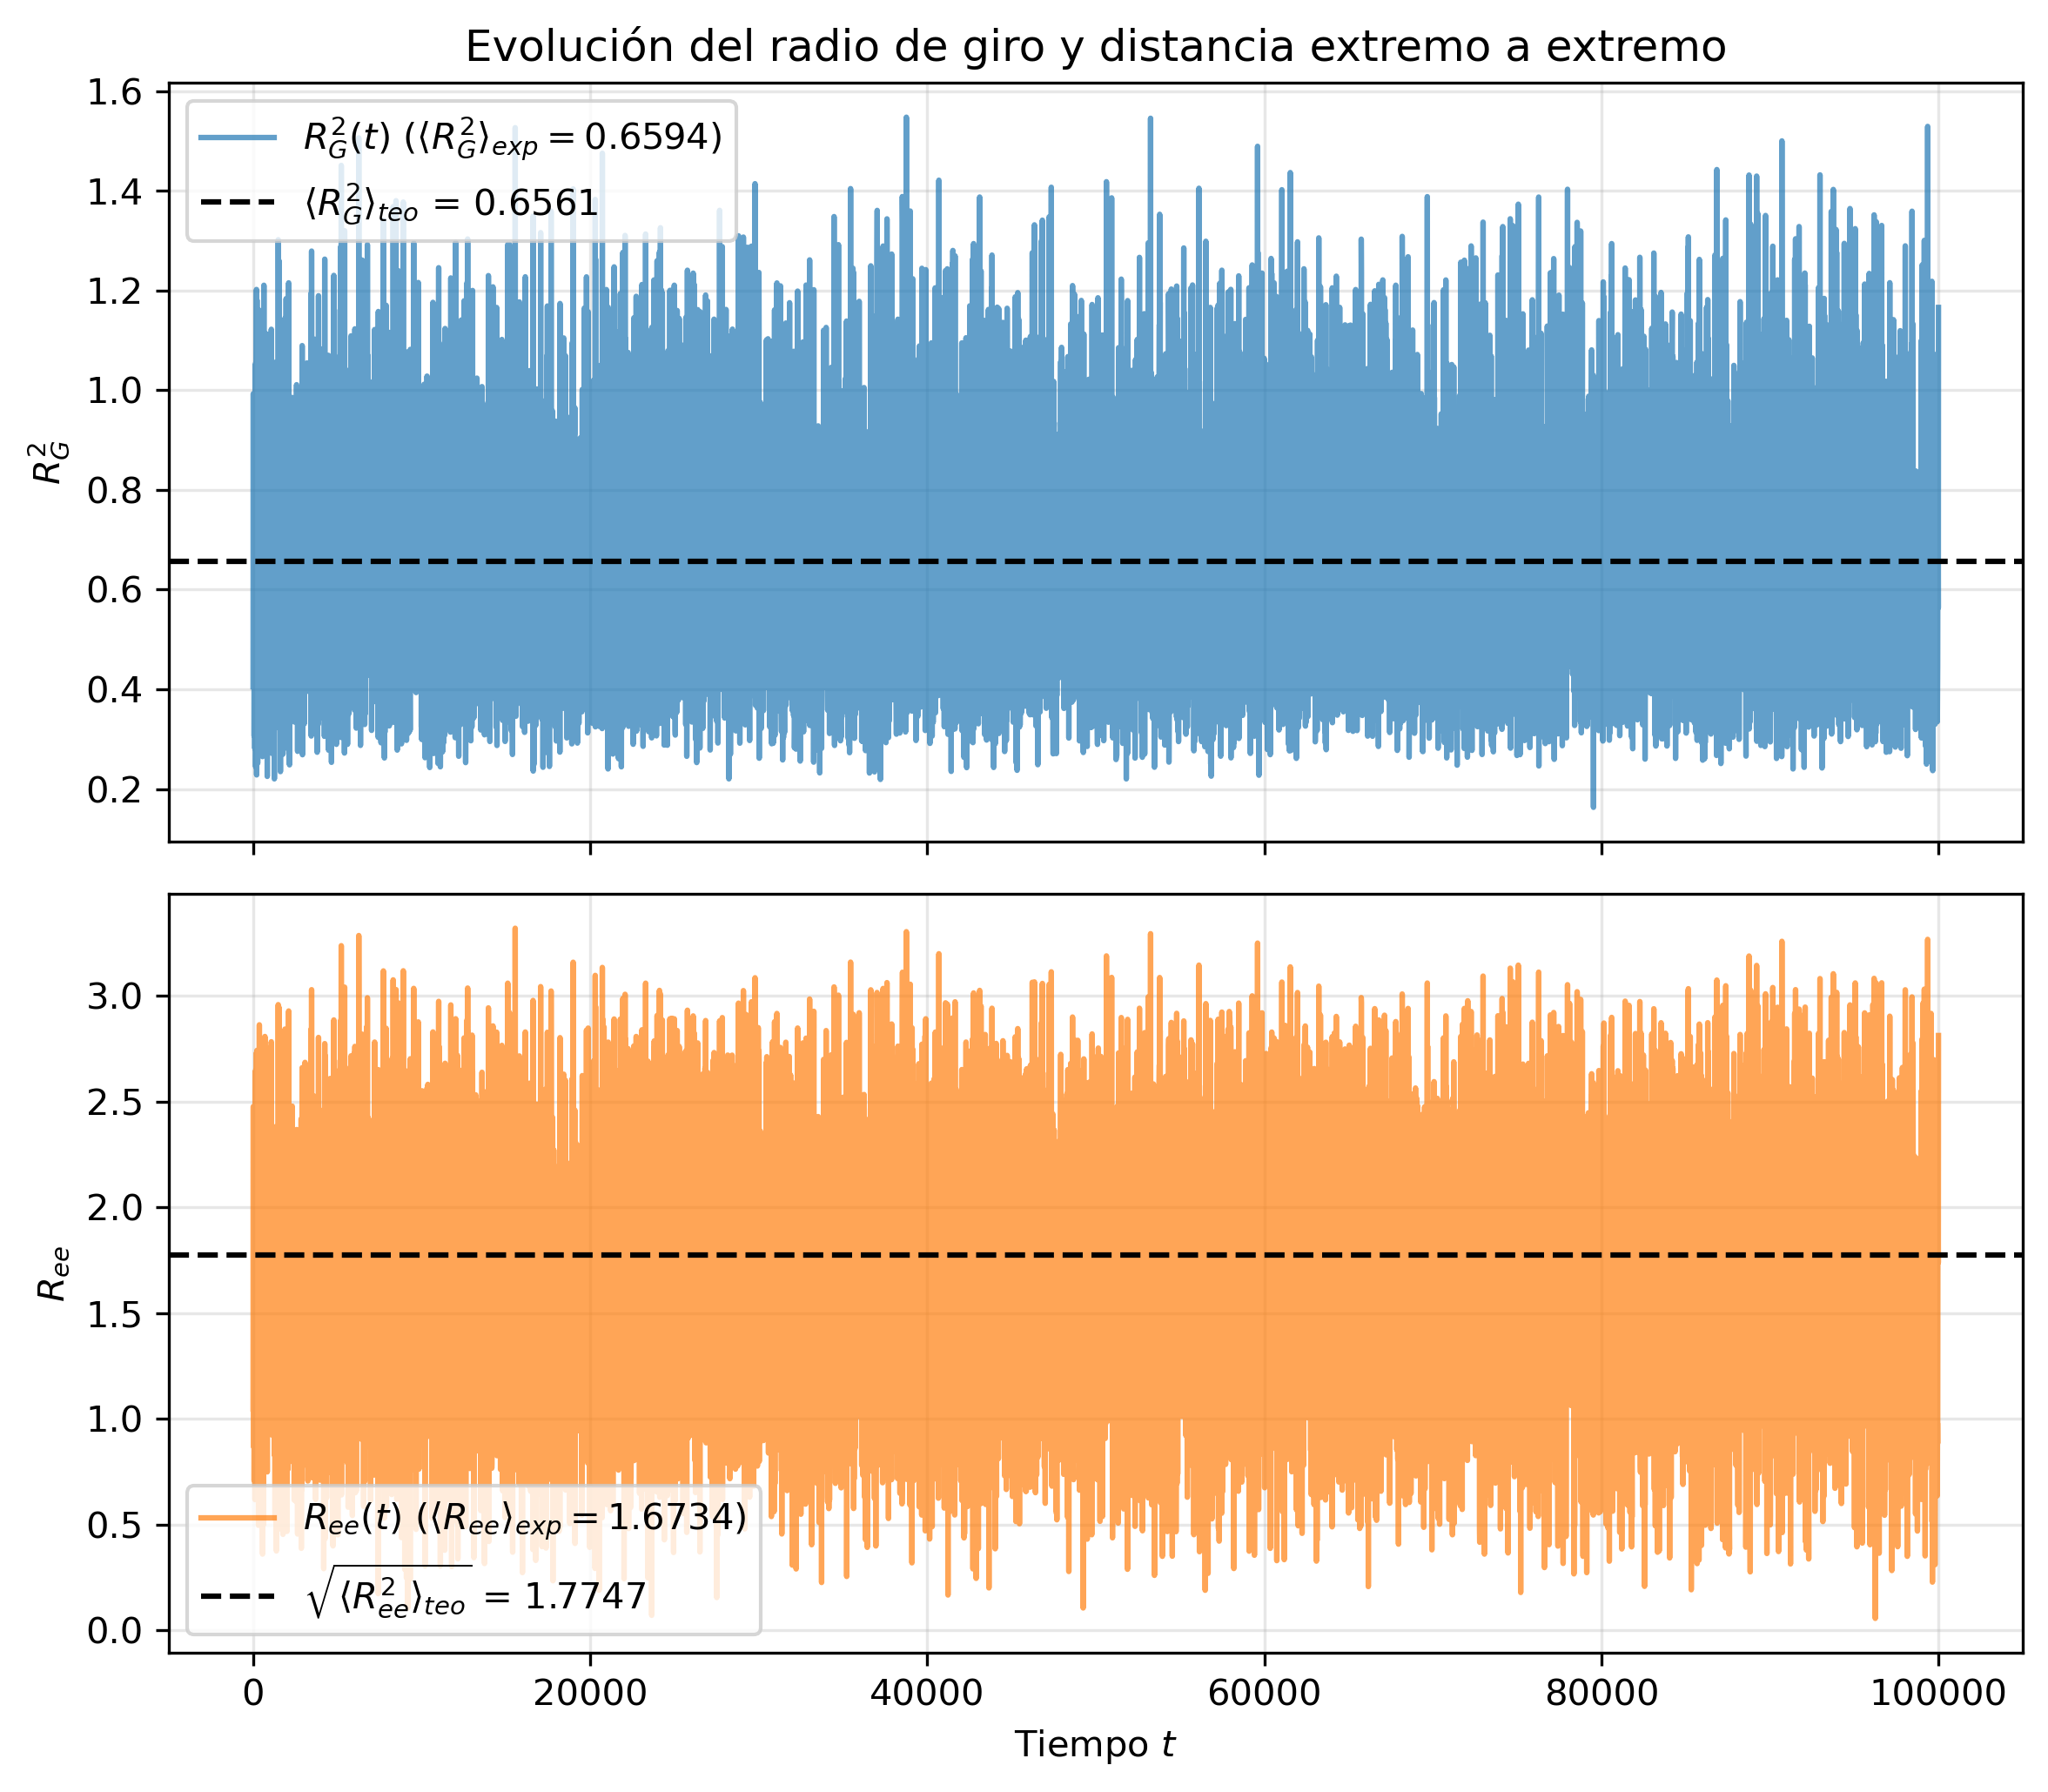 Evolución del radio de giro y distancia extremo a extremo
1.6
1.4
1.2
1.0
0.8
0.6
0.4
0.2
R_G^2
R_G^2(t) (⟨R_G^2⟩_exp = 0.6594)
⟨R_G^2⟩_teo = 0.6561
3.0
2.5
2.0
1.5
1.0
0.5
0.0
R_ee
R_ee(t) (⟨R_ee⟩_exp = 1.6734)
√⟨R_ee^2⟩_teo = 1.7747
0 20000 40000 60000 80000 100000
Tiempo t